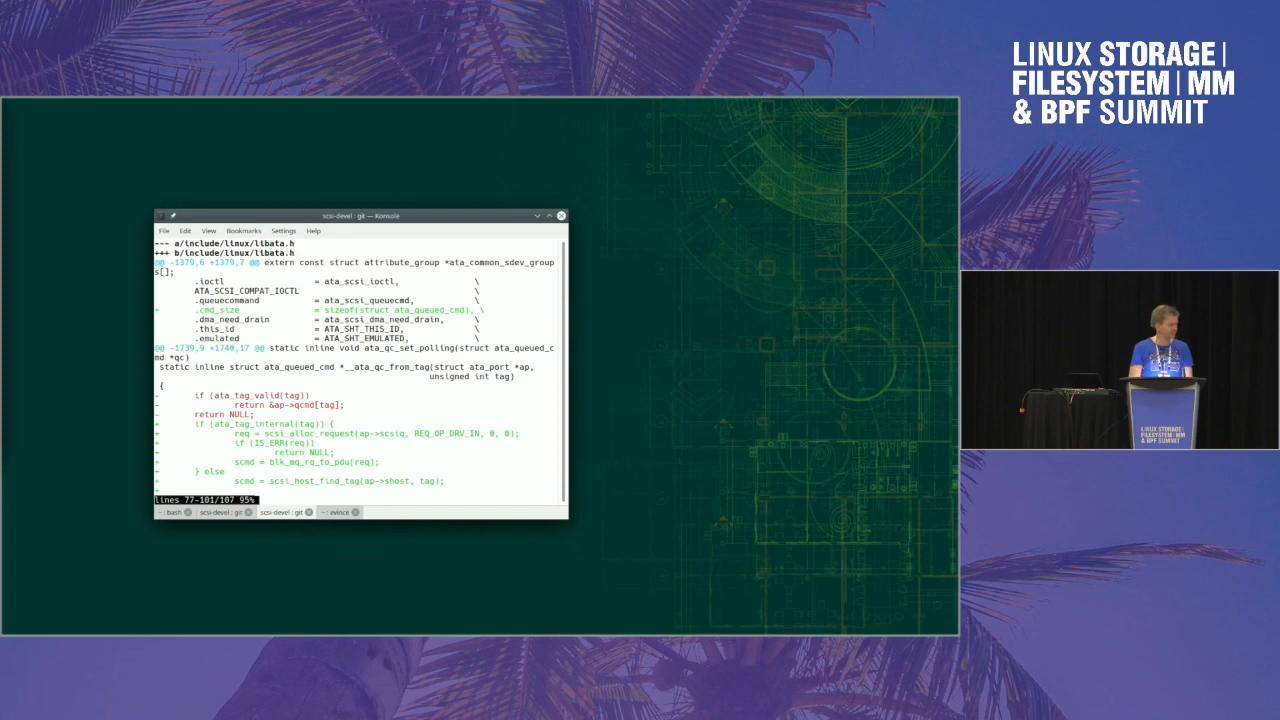 LINUX STORAGE |
FILESYSTEM | MM
& BPF SUMMIT
scsi-devel : git — Konsole
File Edit View Bookmarks Settings Help
--- a/include/linux/libata.h
+++ b/include/linux/libata.h
@@ -1379,6 +1379,7 @@ extern const struct attribute_group *ata_common_sdev_group
s[];
        .ioctl                  = ata_scsi_ioctl,               \
        ATA_SCSI_COMPAT_IOCTL                                   \
        .queuecommand           = ata_scsi_queuecmd,            \
+       .cmd_size               = sizeof(struct ata_queued_cmd), \
        .dma_need_drain         = ata_scsi_dma_need_drain,      \
        .this_id                = ATA_SHT_THIS_ID,              \
        .emulated               = ATA_SHT_EMULATED,             \
@@ -1739,9 +1740,17 @@ static inline void ata_qc_set_polling(struct ata_queued_c
md *qc)
 static inline struct ata_queued_cmd *__ata_qc_from_tag(struct ata_port *ap,
                                                       unsigned int tag)
 {
-       if (ata_tag_valid(tag))
-               return &ap->qcmd[tag];
-       return NULL;
+       if (ata_tag_internal(tag)) {
+               req = scsi_alloc_request(ap->scsiq, REQ_OP_DRV_IN, 0, 0);
+               if (IS_ERR(req))
+                       return NULL;
+               scmd = blk_mq_rq_to_pdu(req);
+       } else
+               scmd = scsi_host_find_tag(ap->shost, tag);
+
lines 77-101/107 95%
~ : bash scsi-devel : git scsi-devel : git ~ : evince
LINUX STORAGE |
FILESYSTEM | MM
& BPF SUMMIT